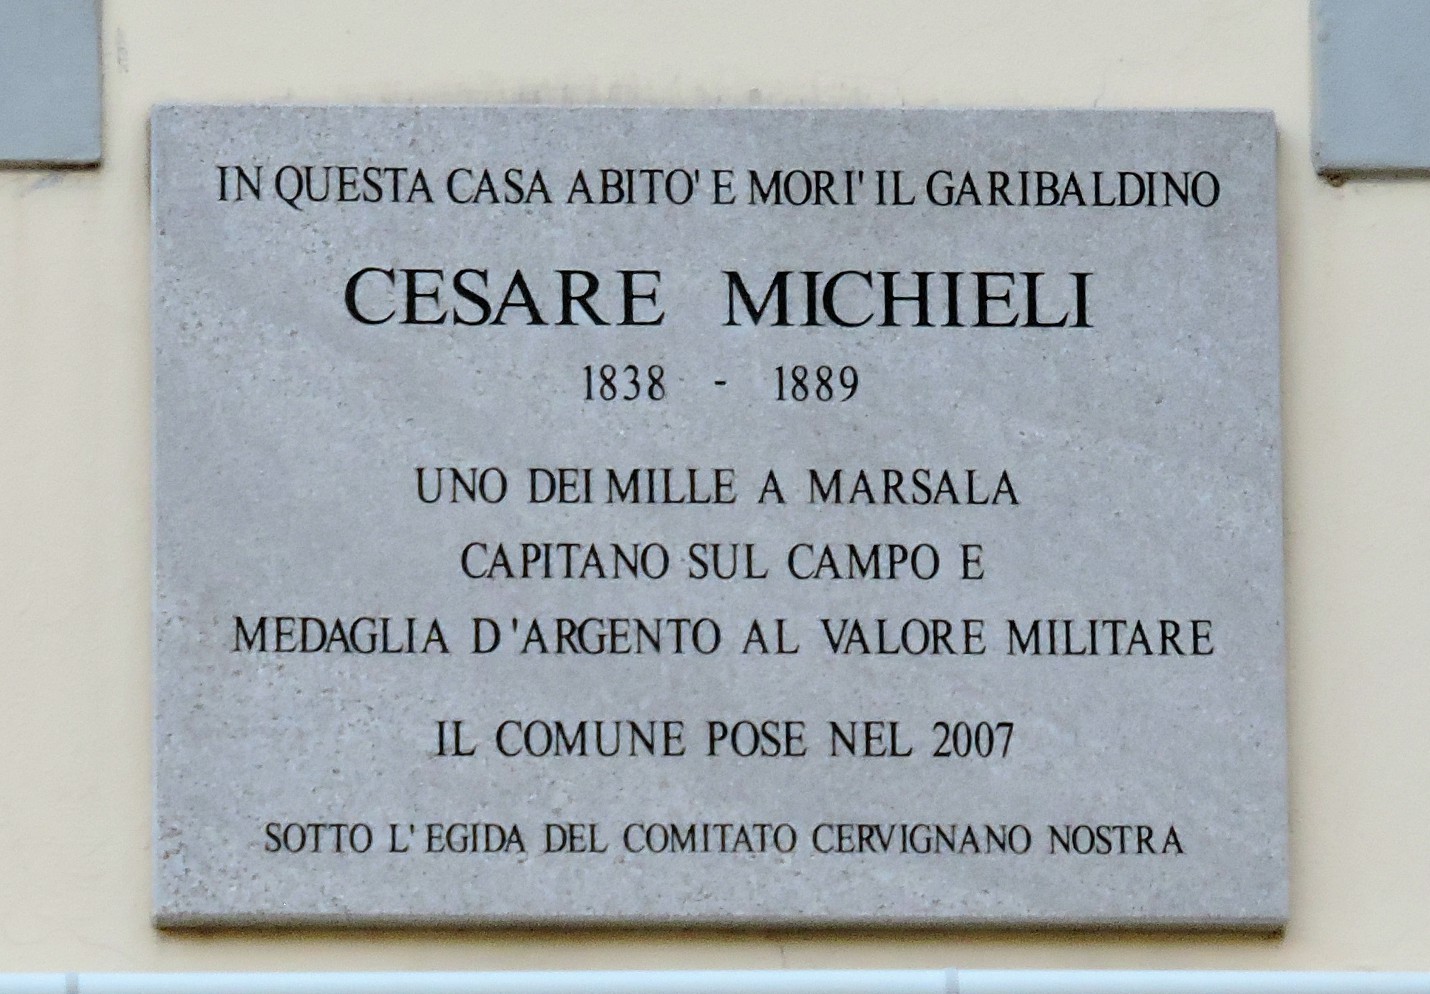 IN QUESTA CASA ABITO' E MORI' IL GARIBALDINO
CESARE MICHIELI
1838 - 1889
UNO DEI MILLE A MARSALA
CAPITANO SUL CAMPO E
MEDAGLIA D'ARGENTO AL VALORE MILITARE
IL COMUNE POSE NEL 2007
SOTTO L'EGIDA DEL COMITATO CERVIGNANO NOSTRA